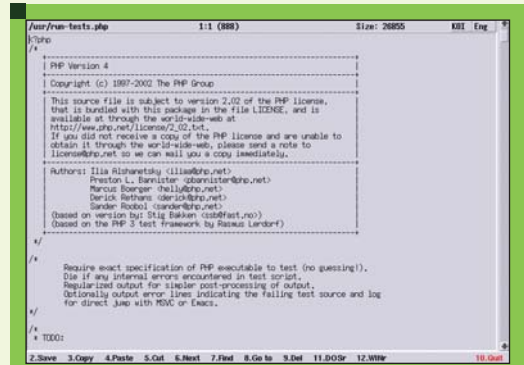 /usr/run-tests.php 1:1 (888) Size: 26855 KOI Eng
<?php
/*
+----------------------------------------------------------------------+
| PHP Version 4 |
+----------------------------------------------------------------------+
| Copyright (c) 1997-2002 The PHP Group |
+----------------------------------------------------------------------+
| This source file is subject to version 2.02 of the PHP license, |
| that is bundled with this package in the file LICENSE, and is |
| available at through the world-wide-web at |
| http://www.php.net/license/2_02.txt. |
| If you did not receive a copy of the PHP license and are unable to |
| obtain it through the world-wide-web, please send a note to |
| license@php.net so we can mail you a copy immediately. |
+----------------------------------------------------------------------+
| Authors: Ilia Alshanetsky <iliaa@php.net> |
| Preston L. Bannister <pbannister@php.net> |
| Marcus Boerger <helly@php.net> |
| Derick Rethans <derick@php.net> |
| Sander Roobol <sander@php.net> |
| (based on version by: Stig Bakken <ssb@fast.no>) |
| (based on the PHP 3 test framework by Rasmus Lerdorf) |
+----------------------------------------------------------------------+
*/
/*
Require exact specification of PHP executable to test (no guessing!).
Die if any internal errors encountered in test script.
Regularized output for simpler post-processing of output.
Optionally output error lines indicating the failing test source and log
for direct jump with MSVC or Emacs.
*/
/*
* TODO:
2.Save 3.Copy 4.Paste 5.Cut 6.Next 7.Find 8.Go to 9.Del 11.DOSr 12.WINr 10.Quit